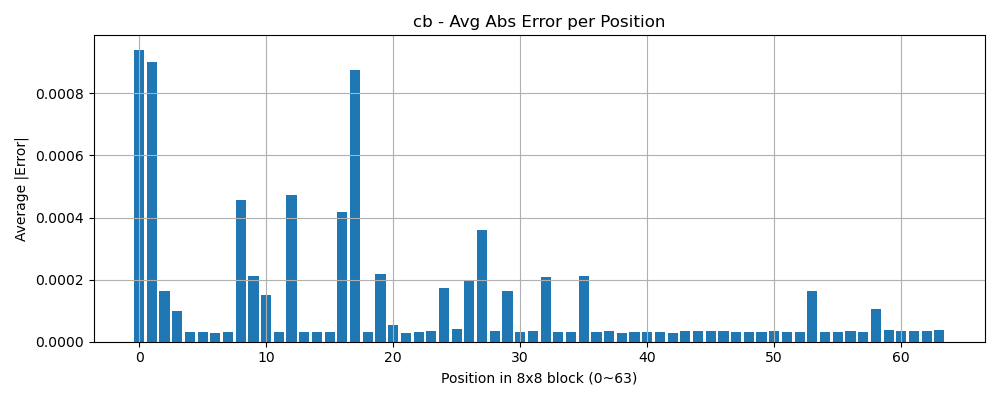 cb - Avg Abs Error per Position
Average |Error|
0.0008
0.0006
0.0004
0.0002
0.0000
0 10 20 30 40 50 60
Position in 8x8 block (0~63)